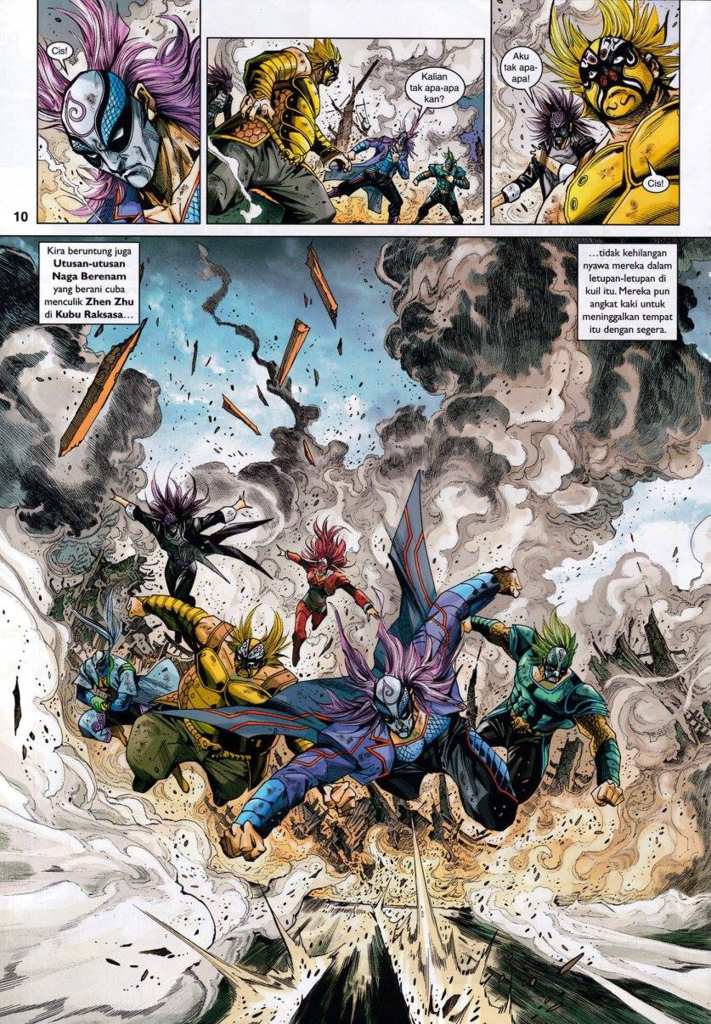 Cis!
Kalian
tak apa-apa
kan?
Aku
tak apa-
apa!
Cis!
10
Kira beruntung juga
Utusan-utusan
Naga Berenam
yang berani cuba
menculik Zhen Zhu
di Kubu Raksasa...
...tidak kehilangan
nyawa mereka dalam
letupan-letupan di
kuil itu. Mereka pun
angkat kaki untuk
meninggalkan tempat
itu dengan segera.